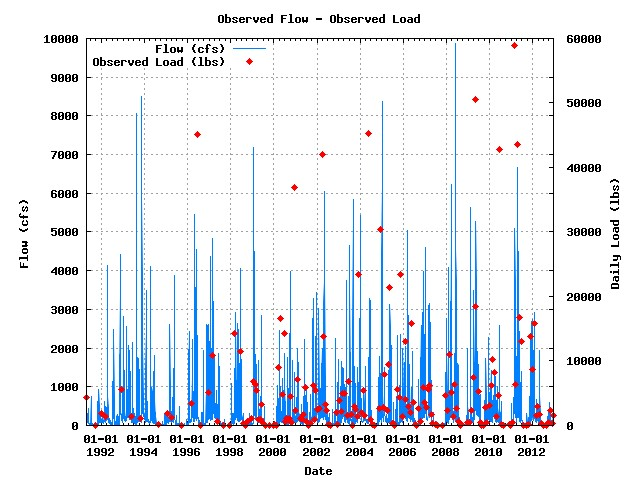 Observed Flow - Observed Load
Flow (cfs)
Observed Load (lbs)
Flow (cfs)
10000
9000
8000
7000
6000
5000
4000
3000
2000
1000
0
60000
50000
40000
30000
20000
10000
0
Daily Load (lbs)
01-01 01-01 01-01 01-01 01-01 01-01 01-01 01-01 01-01 01-01 01-01
1992 1994 1996 1998 2000 2002 2004 2006 2008 2010 2012
Date